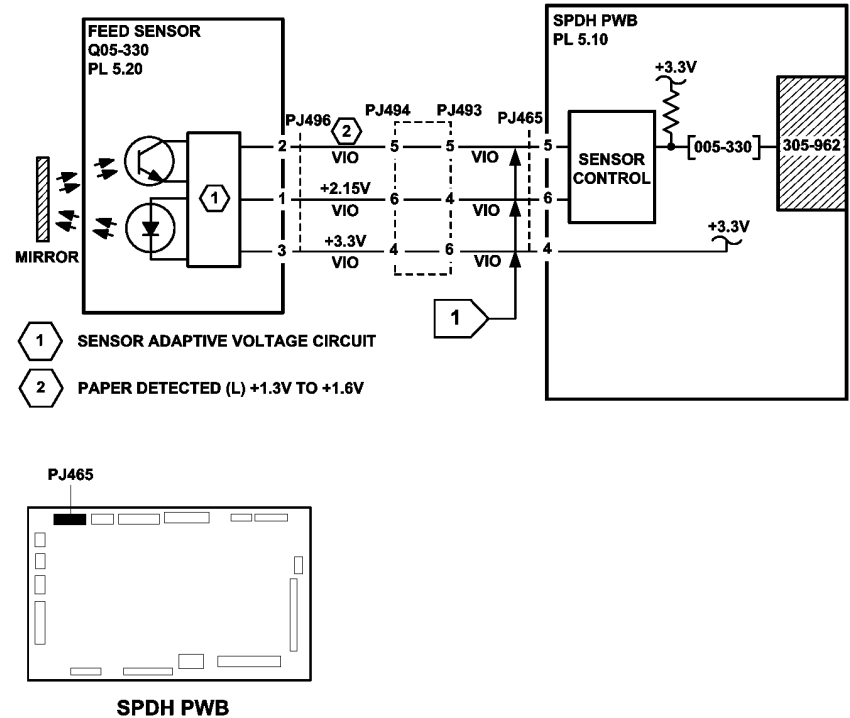 FEED SENSOR
Q05-330
PL 5.20
SPDH PWB
PL 5.10
+3.3V
PJ496
2
PJ494
PJ493
PJ465
2
VIO
5
5
VIO
5
SENSOR
CONTROL
005-330
305-962
1
1
+2.15V
VIO
6
4
VIO
6
3
+3.3V
VIO
4
6
VIO
4
+3.3V
MIRROR
1
1
SENSOR ADAPTIVE VOLTAGE CIRCUIT
2
PAPER DETECTED (L) +1.3V TO +1.6V
PJ465
SPDH PWB